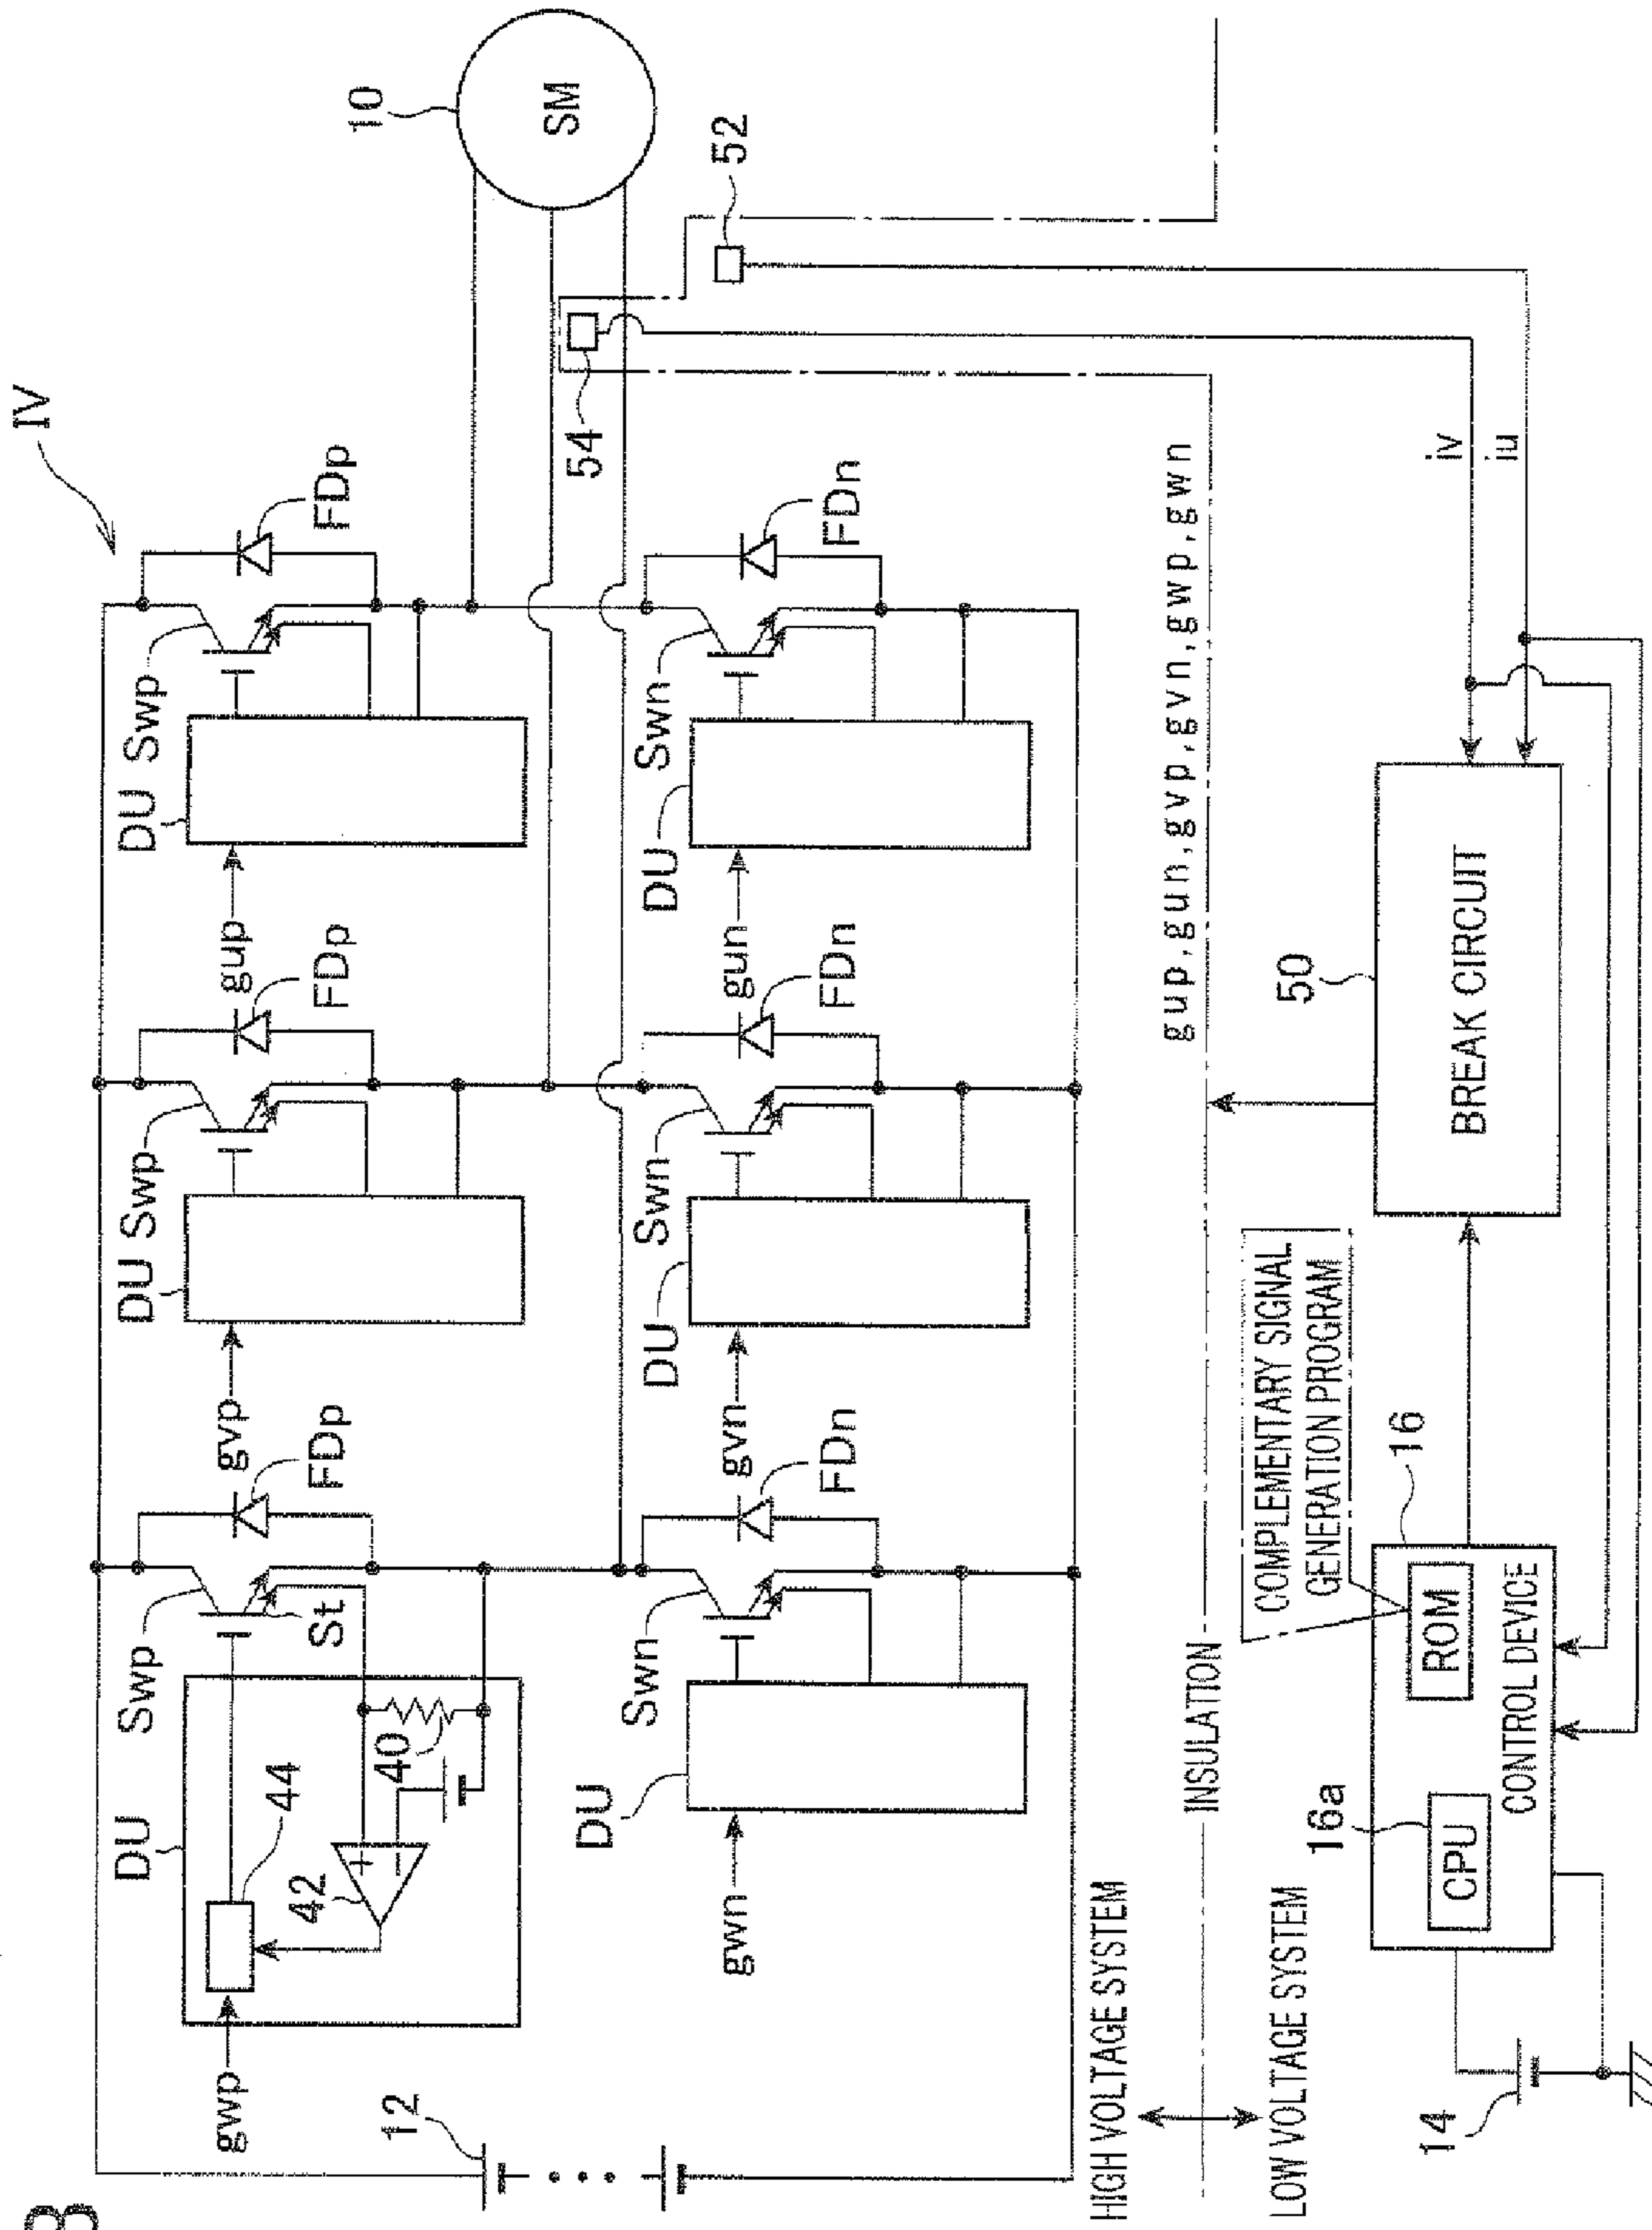 8
IV
10
SM
12
DU
Swp
FDp
DU
Swp
FDp
DU
Swp
FDp
gwp
44
42
40
St
gvp
gup
54
52
DU
Swn
FDn
DU
Swn
FDn
DU
Swn
FDn
gwn
gvn
gun
HIGH VOLTAGE SYSTEM
INSULATION
gup,gun,gvp,gvn,gwp,gwn
LOW VOLTAGE SYSTEM
COMPLEMENTARY SIGNAL
GENERATION PROGRAM
50
iv
iu
14
16a
16
CPU
ROM
CONTROL DEVICE
BREAK CIRCUIT